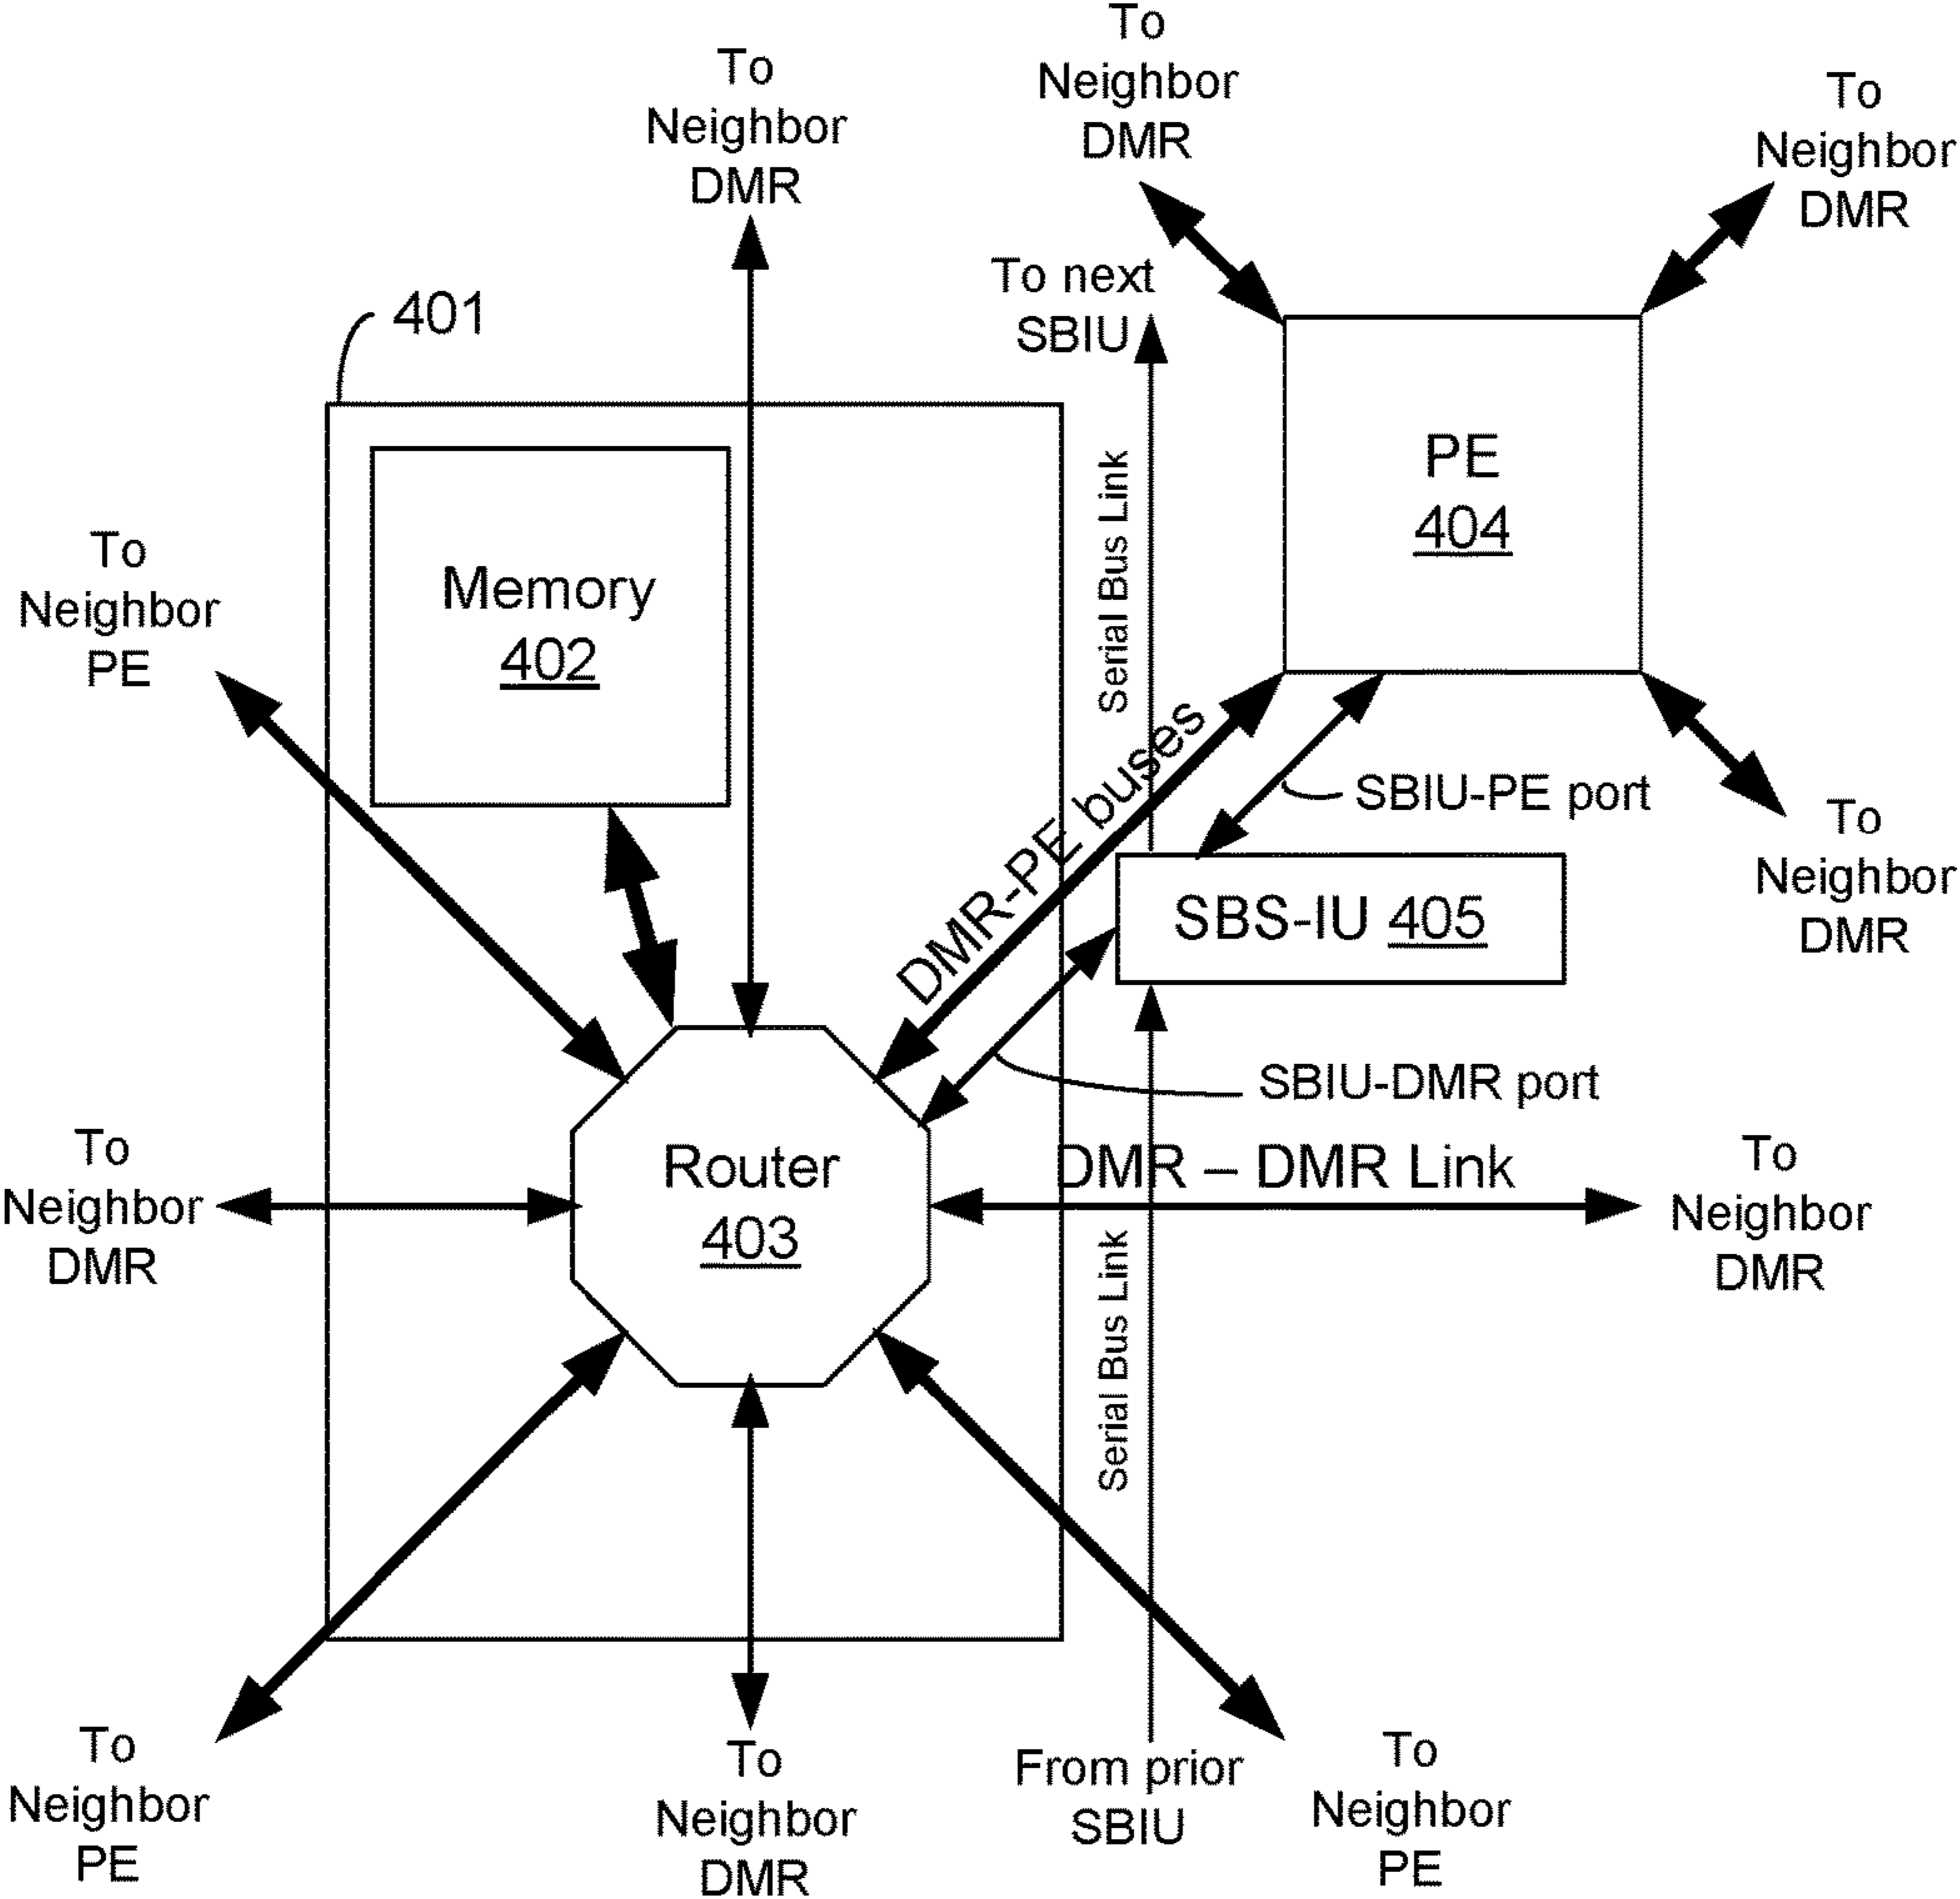 To
Neighbor
DMR
To
Neighbor
DMR
To
Neighbor
DMR
To next
SBIU
401
Serial Bus Link
PE
404
To
Neighbor
PE
Memory
402
DMR-PE buses
SBIU-PE port
To
Neighbor
DMR
SBS-IU 405
SBIU-DMR port
To
Neighbor
DMR
Router
403
DMR – DMR Link
To
Neighbor
DMR
Serial Bus Link
To
Neighbor
PE
To
Neighbor
DMR
From prior
SBIU
To
Neighbor
PE